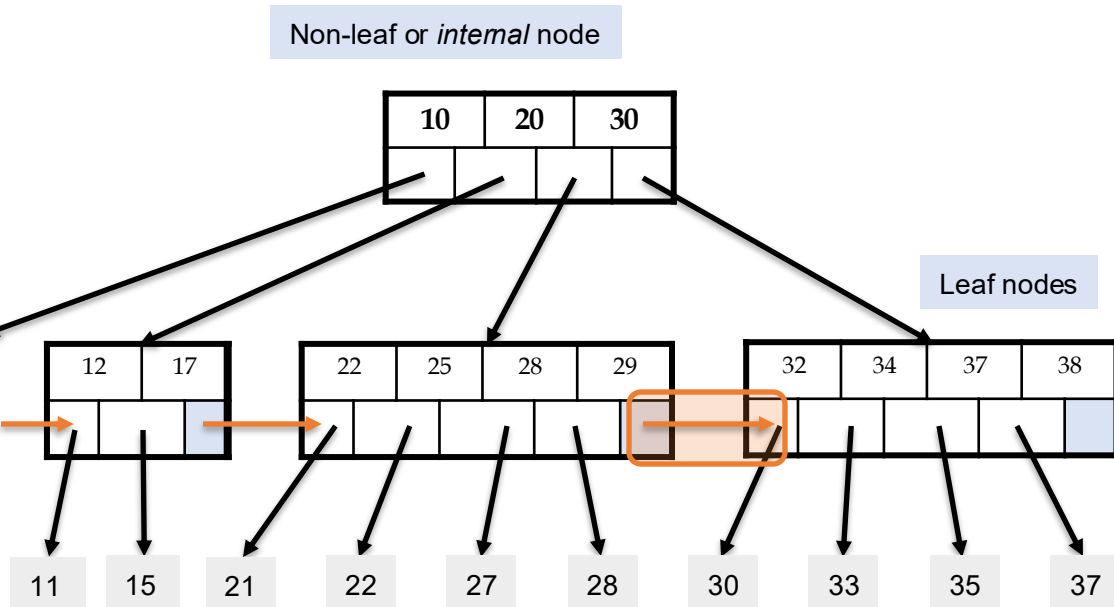 Non-leaf or internal node
10 20 30
Leaf nodes
12 17 22 25 28 29 32 34 37 38
11 15 21 22 27 28 30 33 35 37